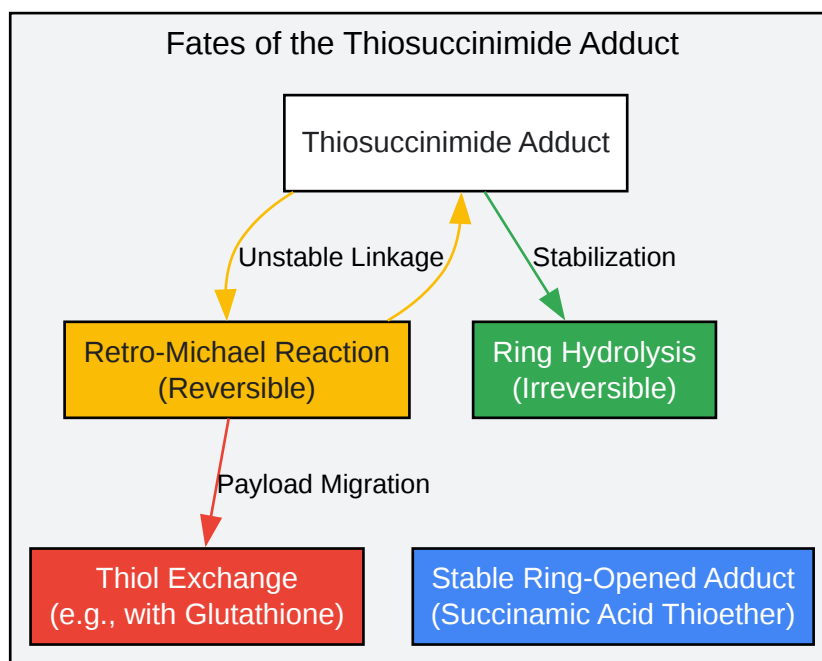 Fates of the Thiosuccinimide Adduct
Thiosuccinimide Adduct
Unstable Linkage
Stabilization
Retro-Michael Reaction
(Reversible)
Ring Hydrolysis
(Irreversible)
Payload Migration
Thiol Exchange
(e.g., with Glutathione)
Stable Ring-Opened Adduct
(Succinamic Acid Thioether)